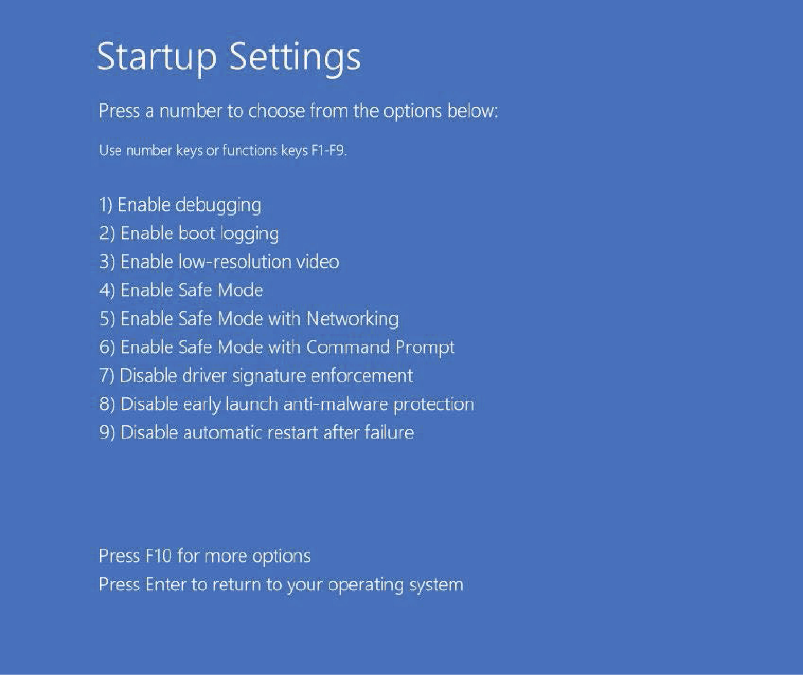 Startup Settings
Press a number to choose from the options below:
Use number keys or functions keys F1-F9.
1) Enable debugging
2) Enable boot logging
3) Enable low-resolution video
4) Enable Safe Mode
5) Enable Safe Mode with Networking
6) Enable Safe Mode with Command Prompt
7) Disable driver signature enforcement
8) Disable early launch anti-malware protection
9) Disable automatic restart after failure
Press F10 for more options
Press Enter to return to your operating system